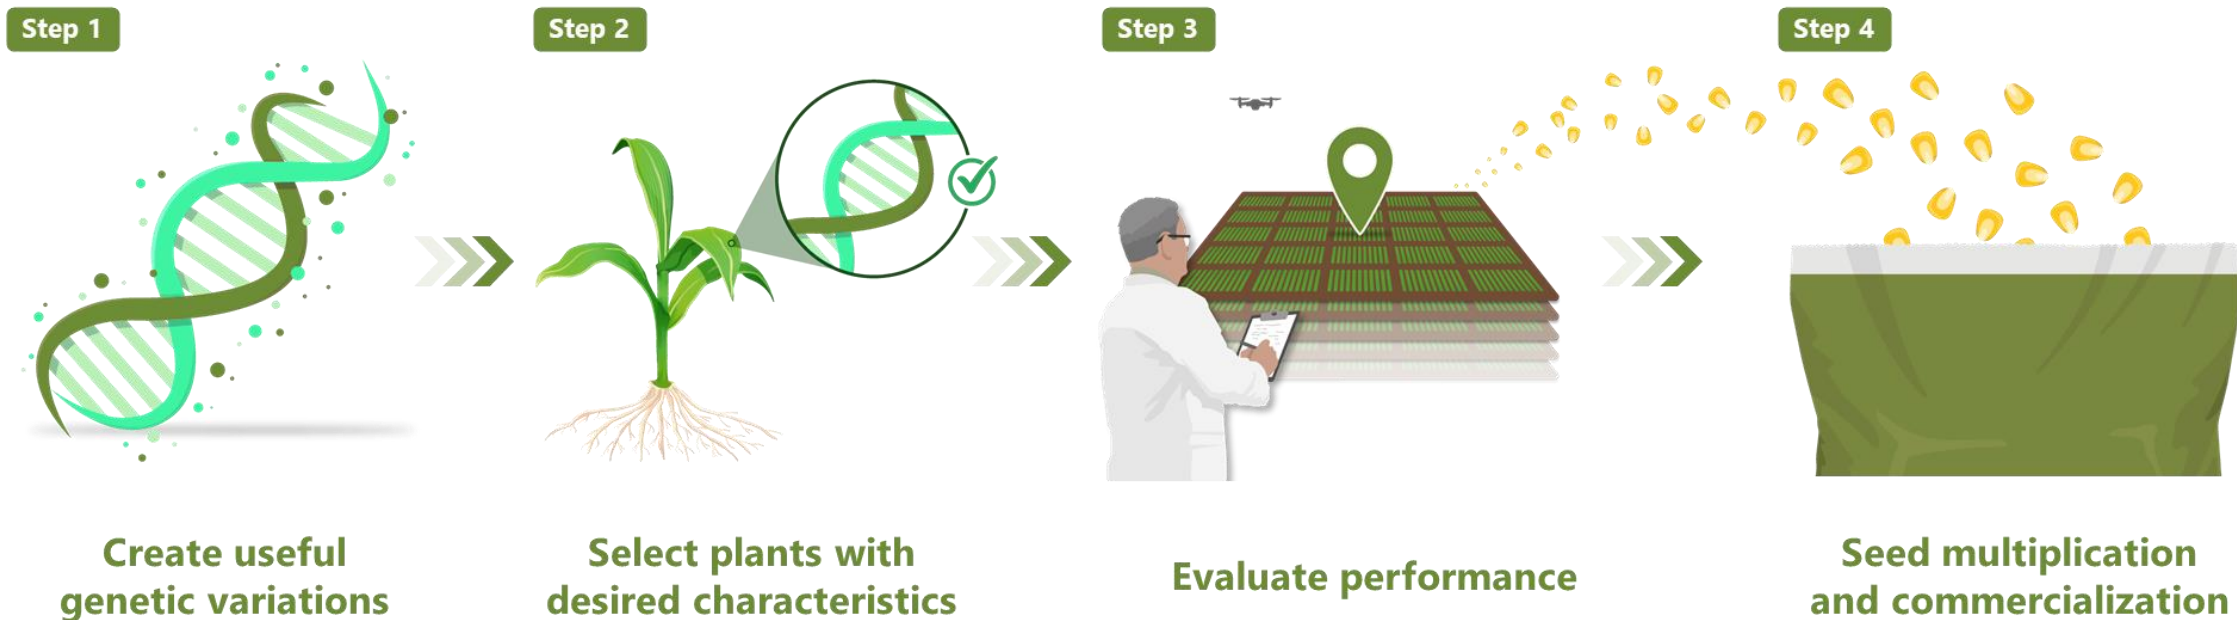 Step 1
Step 2
Step 3
Step 4
Create useful
genetic variations
Select plants with
desired characteristics
Evaluate performance
Seed multiplication
and commercialization